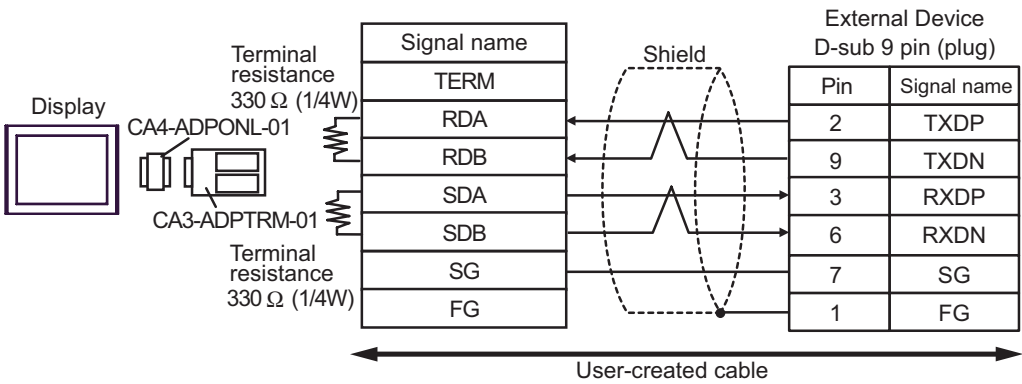 External Device
D-sub 9 pin (plug)
Terminal
resistance
330 Ω (1/4W)
Signal name
Shield
Pin
Signal name
TERM
Display
CA4-ADPONL-01
RDA
2
TXDP
RDB
9
TXDN
SDA
3
RXDP
CA3-ADPTRM-01
SDB
6
RXDN
Terminal
resistance
330 Ω (1/4W)
SG
7
SG
FG
1
FG
User-created cable